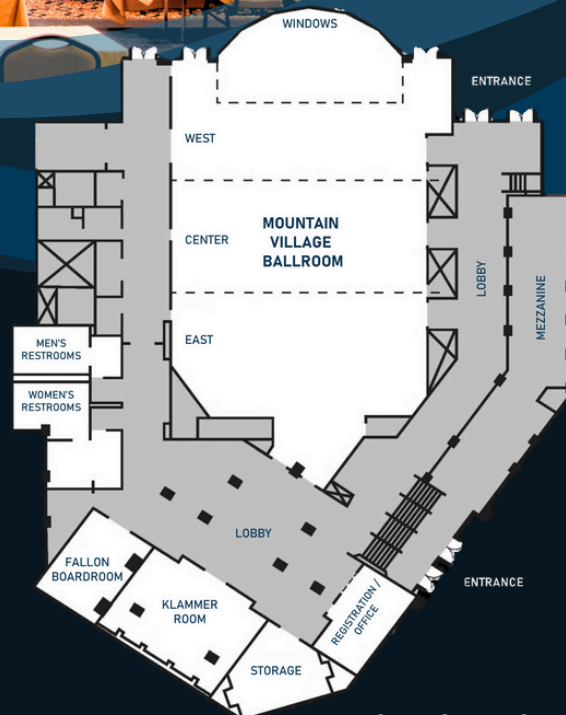 WINDOWS
ENTRANCE
WEST
MOUNTAIN
VILLAGE
BALLROOM
CENTER
LOBBY
MEZZANINE
EAST
MEN'S
RESTROOMS
WOMEN'S
RESTROOMS
LOBBY
FALLON
BOARDROOM
KLAMMER
ROOM
REGISTRATION /
OFFICE
ENTRANCE
STORAGE